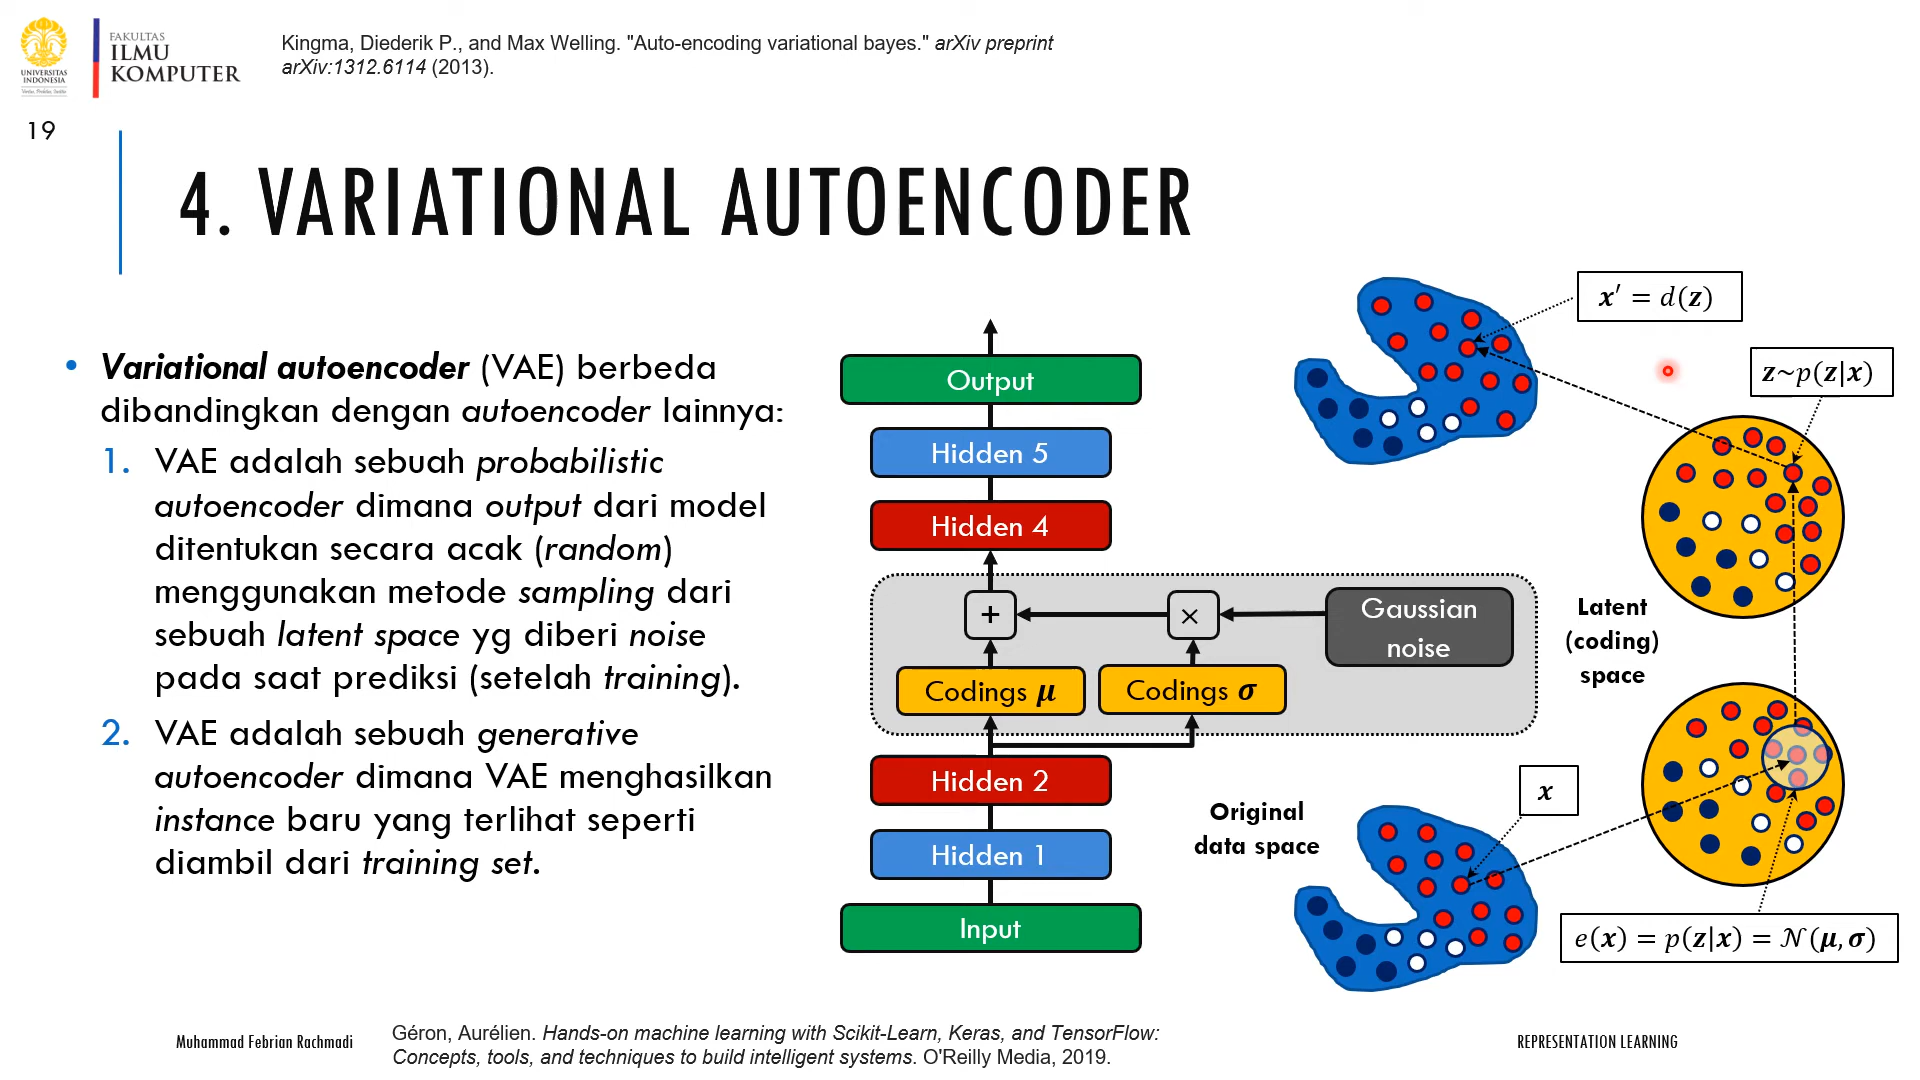 UNIVERSITAS
INDONESIA
Veritas, Probitas, Iustitia
FAKULTAS
ILMU
KOMPUTER
Kingma, Diederik P., and Max Welling. "Auto-encoding variational bayes." arXiv preprint
arXiv:1312.6114 (2013).
19
4. VARIATIONAL AUTOENCODER
• Variational autoencoder (VAE) berbeda
dibandingkan dengan autoencoder lainnya:
1. VAE adalah sebuah probabilistic
autoencoder dimana output dari model
ditentukan secara acak (random)
menggunakan metode sampling dari
sebuah latent space yg diberi noise
pada saat prediksi (setelah training).
2. VAE adalah sebuah generative
autoencoder dimana VAE menghasilkan
instance baru yang terlihat seperti
diambil dari training set.
Output
Hidden 5
Hidden 4
+
×
Gaussian
noise
Codings μ
Codings σ
Hidden 2
Hidden 1
Input
x′ = d(z)
z~p(z|x)
Latent
(coding)
space
x
Original
data space
e(x) = p(z|x) = 𝒩(μ, σ)
Muhammad Febrian Rachmadi
Géron, Aurélien. Hands-on machine learning with Scikit-Learn, Keras, and TensorFlow:
Concepts, tools, and techniques to build intelligent systems. O'Reilly Media, 2019.
REPRESENTATION LEARNING